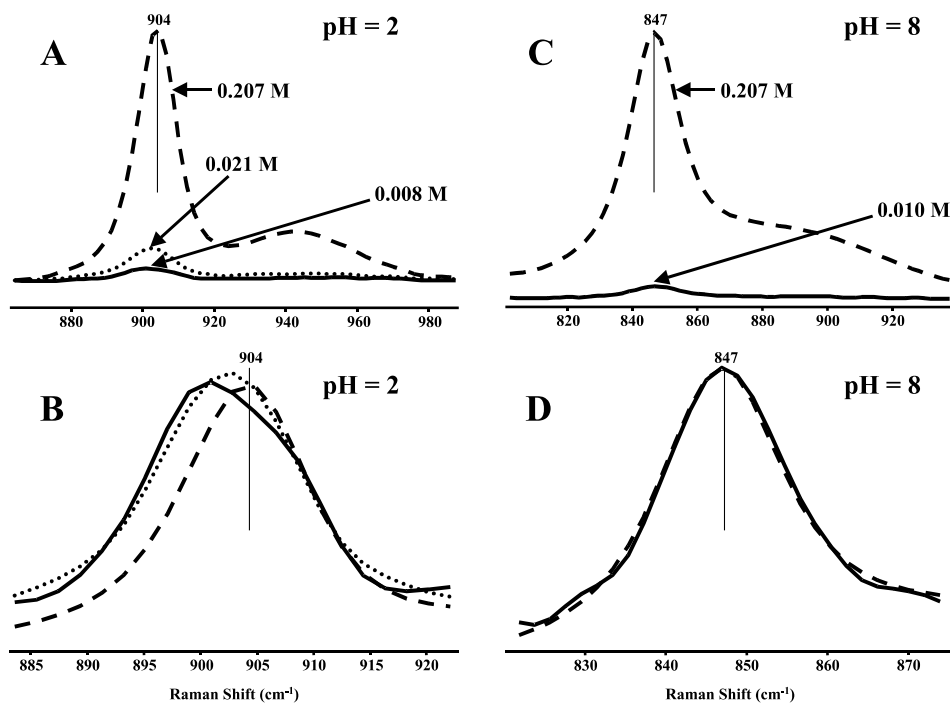 904
pH = 2
A
0.207 M
0.021 M
0.008 M
880 900 920 940 960 980
847
pH = 8
C
0.207 M
0.010 M
820 840 860 880 900 920
904
pH = 2
B
885 890 895 900 905 910 915 920
Raman Shift (cm⁻¹)
847
pH = 8
D
830 840 850 860 870
Raman Shift (cm⁻¹)